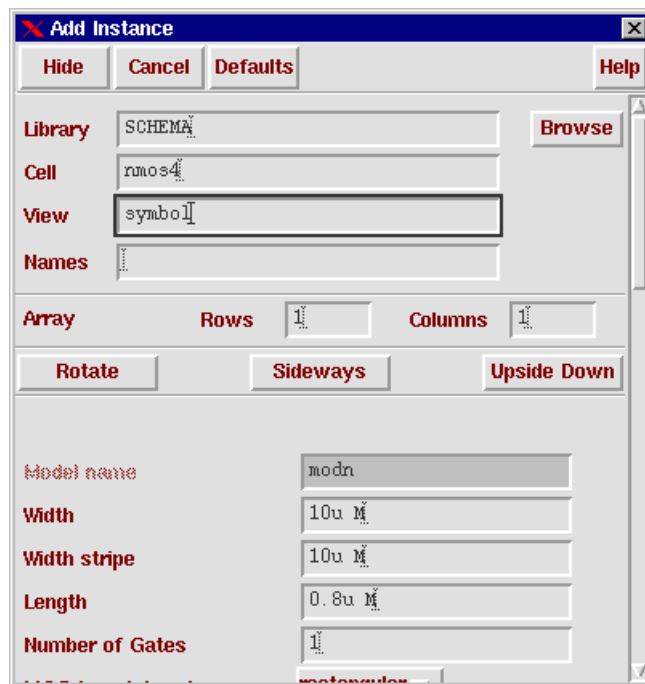 Add Instance
Hide Cancel Defaults Help
Library SCHEMA Browse
Cell nmos4
View symbol
Names
Array Rows 1 Columns 1
Rotate Sideways Upside Down
Model name modn
Width 10u M
Width stripe 10u M
Length 0.8u M
Number of Gates 1
rectangular